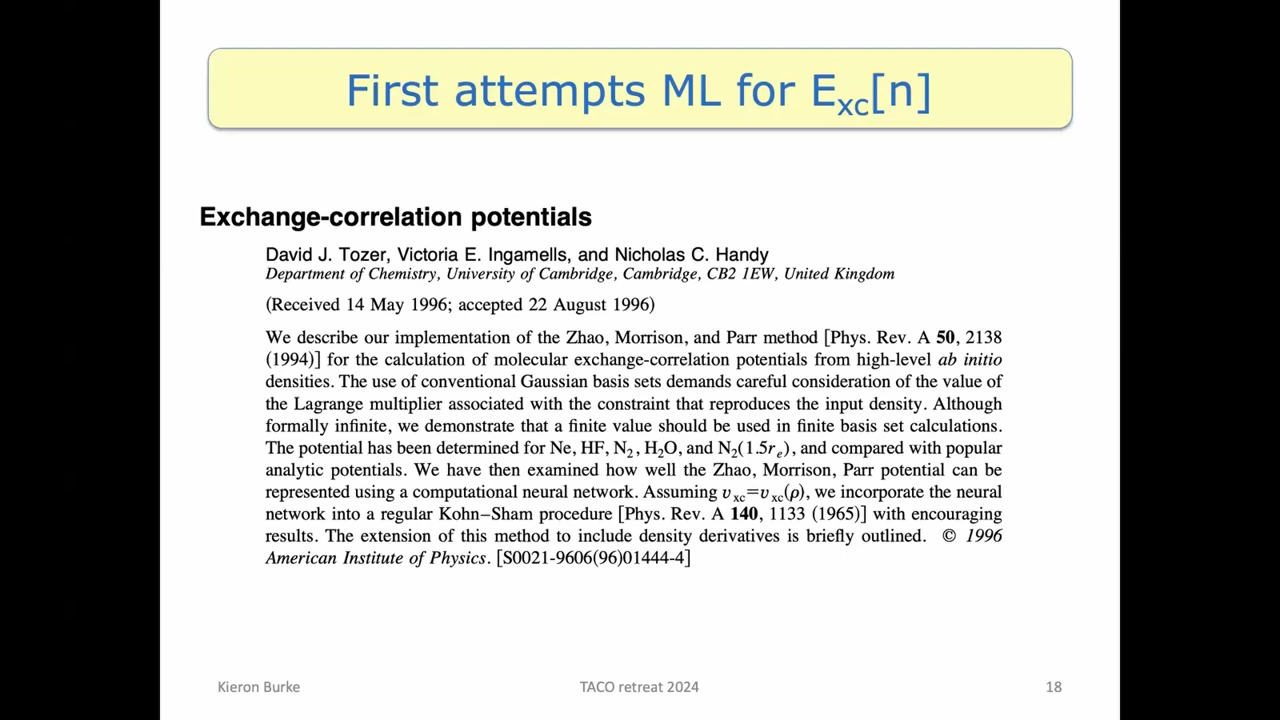 First attempts ML for Exc[n]
Exchange-correlation potentials
David J. Tozer, Victoria E. Ingamells, and Nicholas C. Handy
Department of Chemistry, University of Cambridge, Cambridge, CB2 1EW, United Kingdom
(Received 14 May 1996; accepted 22 August 1996)
We describe our implementation of the Zhao, Morrison, and Parr method [Phys. Rev. A 50, 2138
(1994)] for the calculation of molecular exchange-correlation potentials from high-level ab initio
densities. The use of conventional Gaussian basis sets demands careful consideration of the value of
the Lagrange multiplier associated with the constraint that reproduces the input density. Although
formally infinite, we demonstrate that a finite value should be used in finite basis set calculations.
The potential has been determined for Ne, HF, N2, H2O, and N2(1.5re), and compared with popular
analytic potentials. We have then examined how well the Zhao, Morrison, Parr potential can be
represented using a computational neural network. Assuming υxc=υxc(ρ), we incorporate the neural
network into a regular Kohn–Sham procedure [Phys. Rev. A 140, 1133 (1965)] with encouraging
results. The extension of this method to include density derivatives is briefly outlined. © 1996
American Institute of Physics. [S0021-9606(96)01444-4]
Kieron Burke
TACO retreat 2024
18